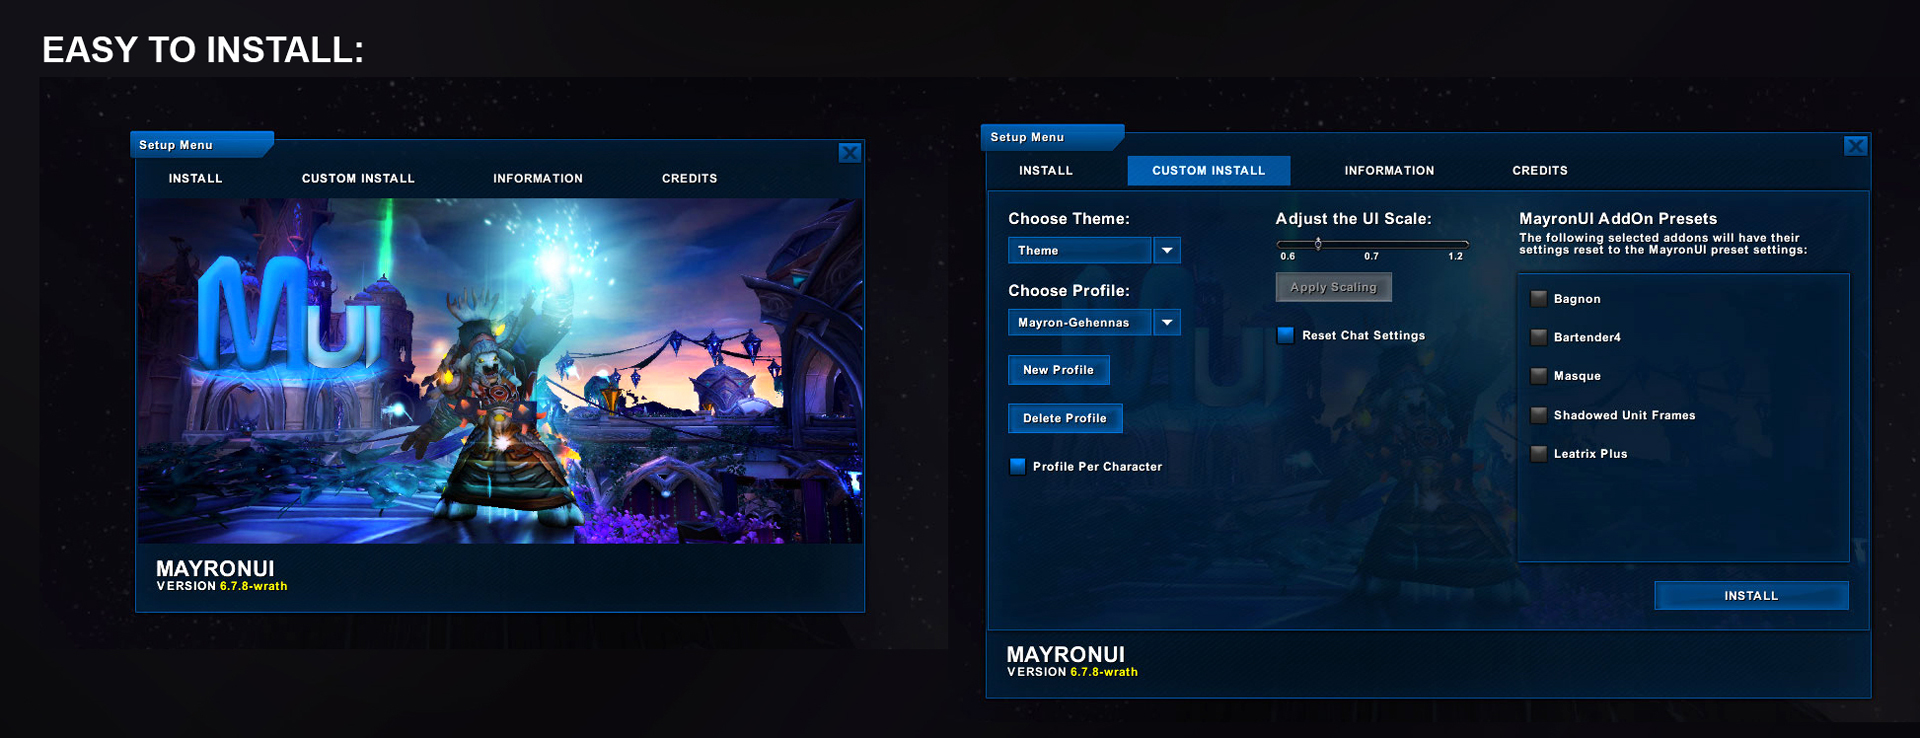 EASY TO INSTALL:
Setup Menu
INSTALL CUSTOM INSTALL INFORMATION CREDITS
Mui
MAYRONUI
VERSION 6.7.8-wrath
Setup Menu
INSTALL CUSTOM INSTALL INFORMATION CREDITS
Choose Theme:
Theme
Choose Profile:
Mayron-Gehennas
New Profile
Delete Profile
Profile Per Character
Adjust the UI Scale:
0.6 0.7 1.2
Apply Scaling
Reset Chat Settings
MayronUI AddOn Presets
The following selected addons will have their
settings reset to the MayronUI preset settings:
Bagnon
Bartender4
Masque
Shadowed Unit Frames
Leatrix Plus
INSTALL
Mui
MAYRONUI
VERSION 6.7.8-wrath